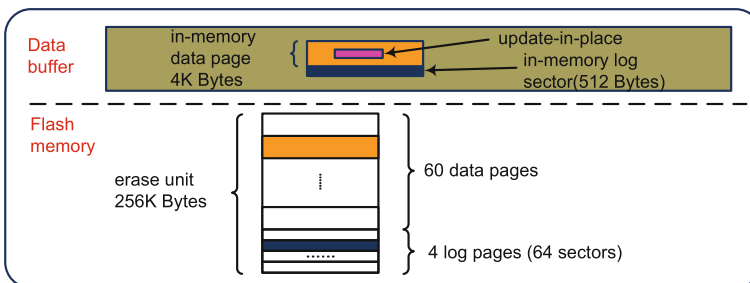 Data
buffer
in-memory
data page
4K Bytes
update-in-place
in-memory log
sector(512 Bytes)
Flash
memory
erase unit
256K Bytes
60 data pages
4 log pages (64 sectors)